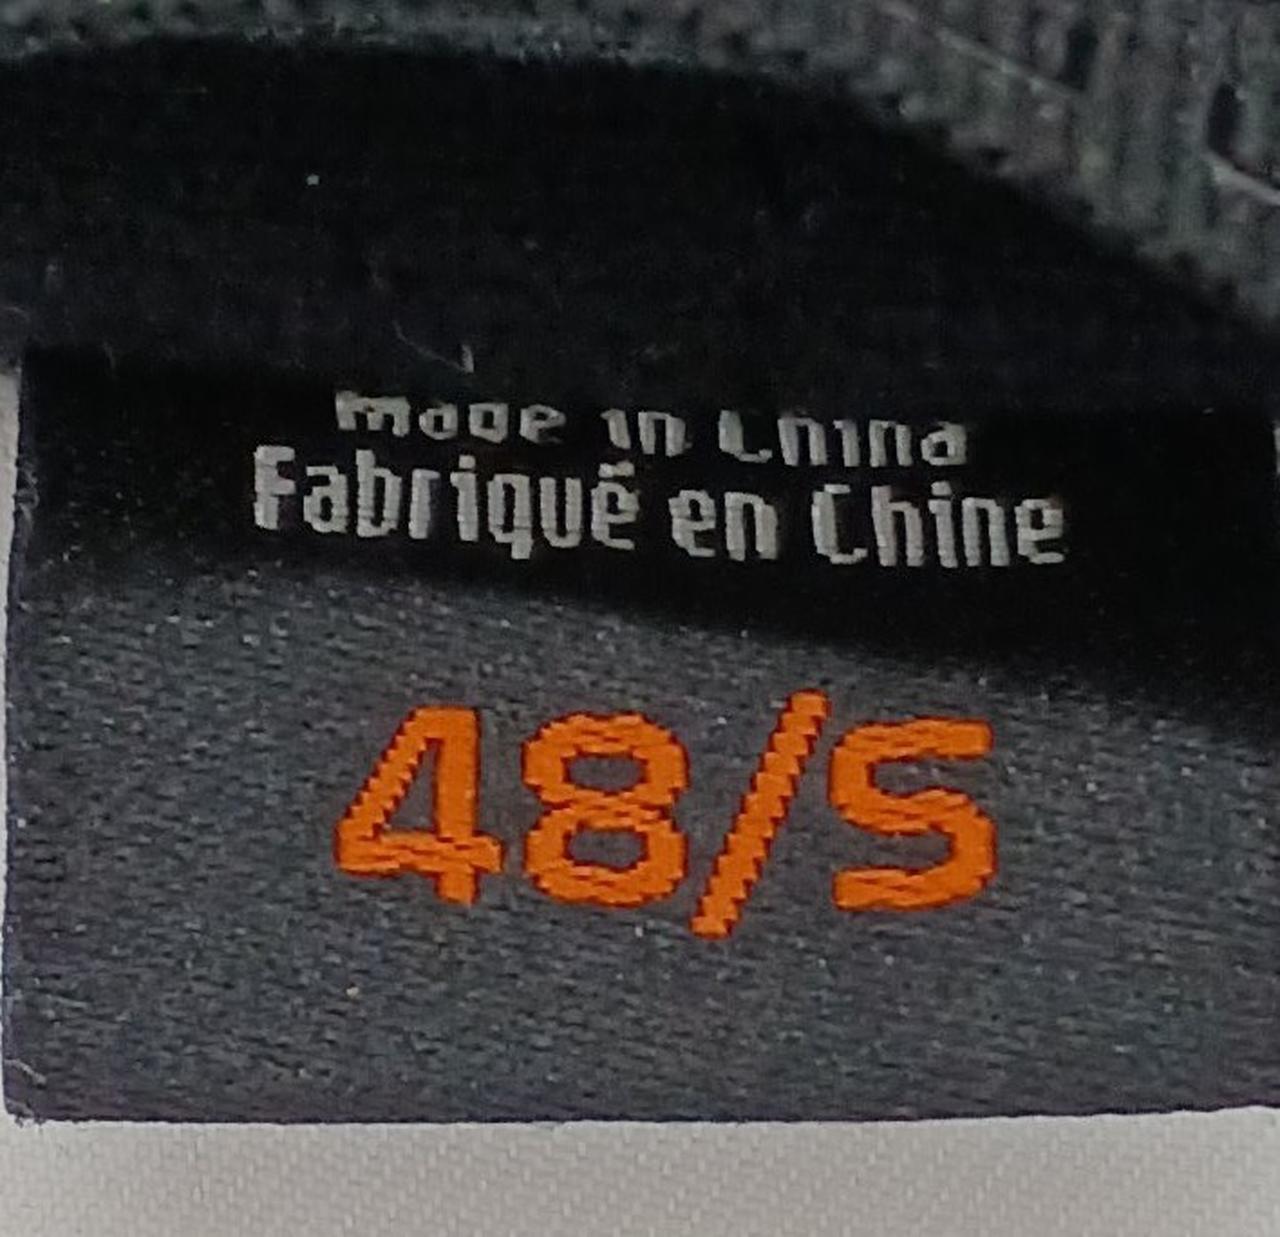 made in China
Fabriqué en Chine
48/S